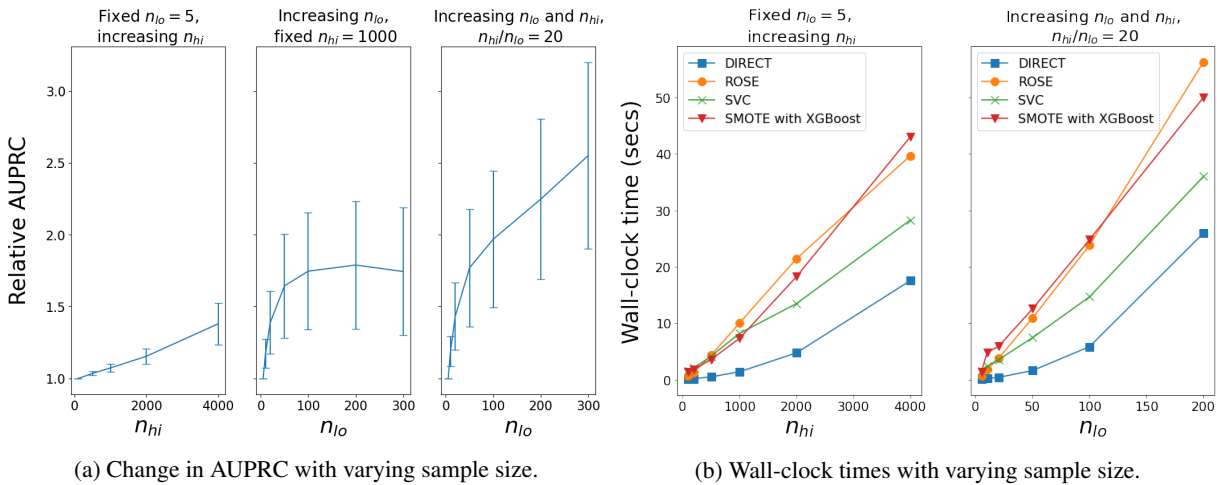 Fixed n_lo = 5,
increasing n_hi
Increasing n_lo,
fixed n_hi = 1000
Increasing n_lo and n_hi,
n_hi/n_lo = 20
Relative AUPRC
3.0
2.5
2.0
1.5
1.0
0 2000 4000
n_hi
0 100 200 300
n_lo
0 100 200 300
n_lo
(a) Change in AUPRC with varying sample size.
Fixed n_lo = 5,
increasing n_hi
DIRECT
ROSE
SVC
SMOTE with XGBoost
Wall-clock time (secs)
50
40
30
20
10
0
0 1000 2000 3000 4000
n_hi
Increasing n_lo and n_hi,
n_hi/n_lo = 20
DIRECT
ROSE
SVC
SMOTE with XGBoost
0 50 100 150 200
n_lo
(b) Wall-clock times with varying sample size.